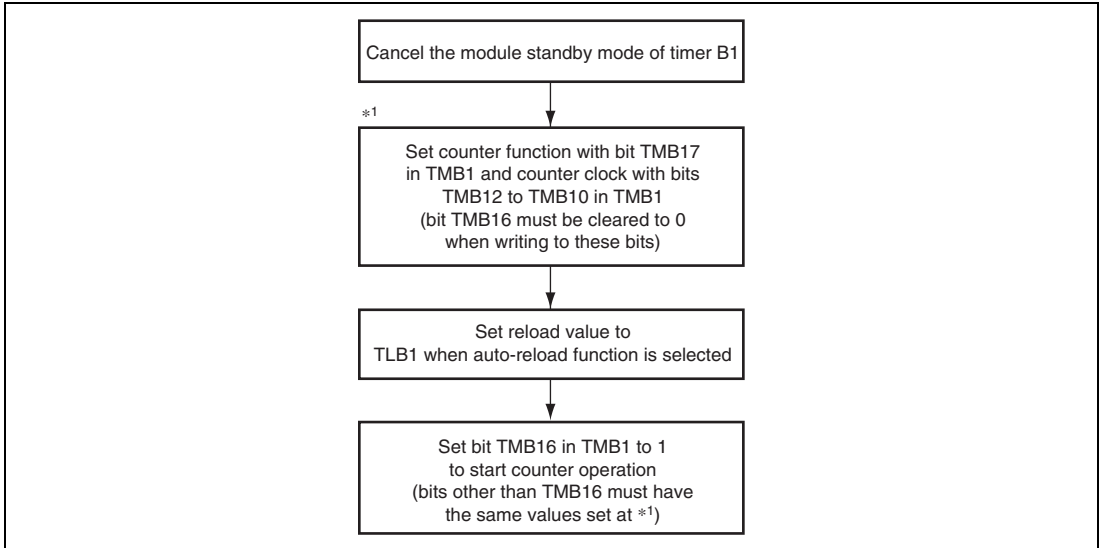 Cancel the module standby mode of timer B1
*1
Set counter function with bit TMB17
in TMB1 and counter clock with bits
TMB12 to TMB10 in TMB1
(bit TMB16 must be cleared to 0
when writing to these bits)
Set reload value to
TLB1 when auto-reload function is selected
Set bit TMB16 in TMB1 to 1
to start counter operation
(bits other than TMB16 must have
the same values set at *1)